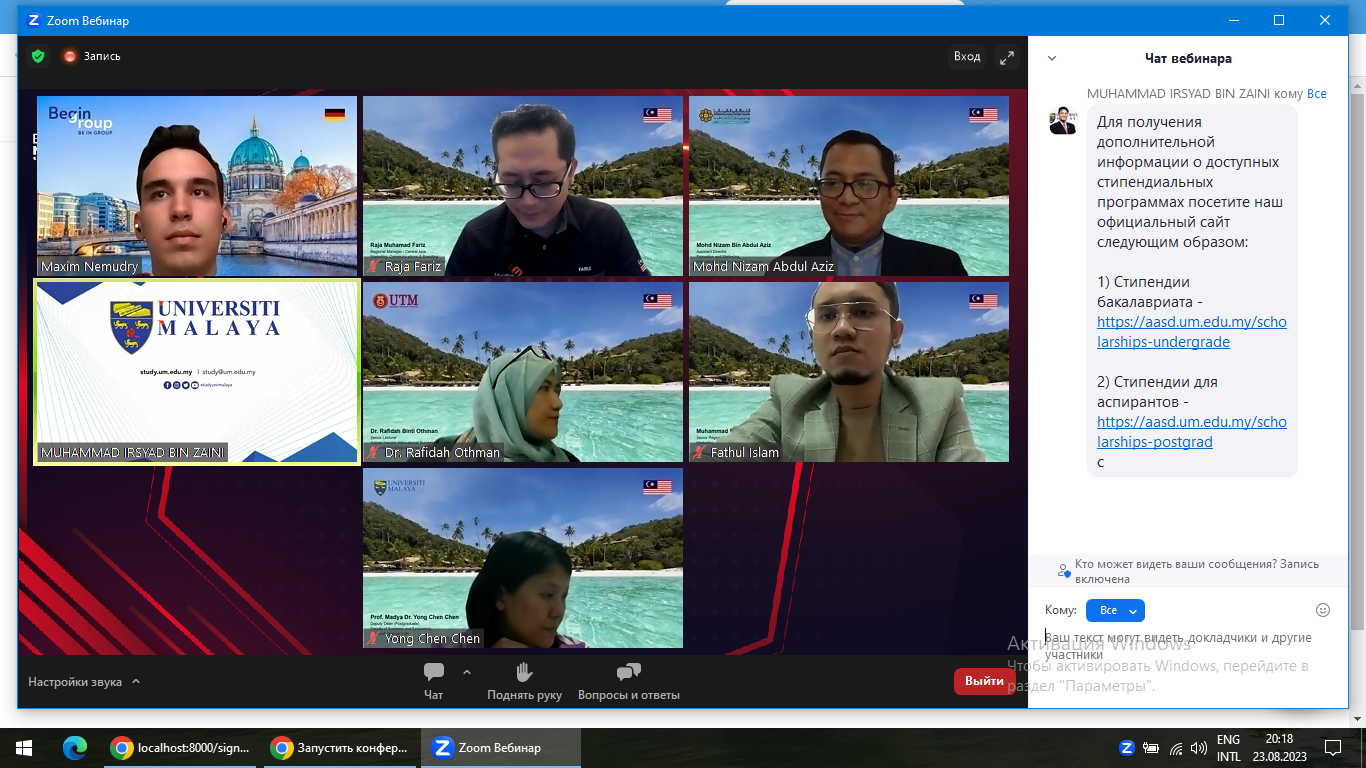 Zoom Вебинар
Запись
Вход
Begin
Group
BE IN GROUP
Maxim Nemudry
Raja Muhamad Fariz
Raja Fariz
FARIZ
Mohd Nizam Bin Abdul Aziz
Mohd Nizam Abdul Aziz
UNIVERSITI
MALAYA
study.um.edu.my | study@um.edu.my
studyunimalaya
MUHAMMAD IRSYAD BIN ZAINI
UTM
Dr. Rafidah Binti Othman
Senior Lecturer
Dr. Rafidah Othman
Fathul Islam
UNIVERSITI
MALAYA
Prof. Madya Dr. Yong Chen Chen
Deputy Dean (Postgraduate)
Yong Chen Chen
Настройки звука
Чат
Поднять руку
Вопросы и ответы
Выйти
Чат вебинара
MUHAMMAD IRSYAD BIN ZAINI кому Все
Для получения
дополнительной
информации о доступных
стипендиальных
программах посетите наш
официальный сайт
следующим образом:
1) Стипендии
бакалавриата -
https://aasd.um.edu.my/scho
larships-undergrade
2) Стипендии для
аспирантов -
https://aasd.um.edu.my/scho
larships-postgrad
с
Кто может видеть ваши сообщения? Запись
включена
Кому: Все
Ваш текст могут видеть докладчики и другие
участники
Активация Windows
Чтобы активировать Windows, перейдите в
раздел "Параметры".
localhost:8000/sign...
Запустить конфер...
Zoom Вебинар
ENG
INTL
20:18
23.08.2023